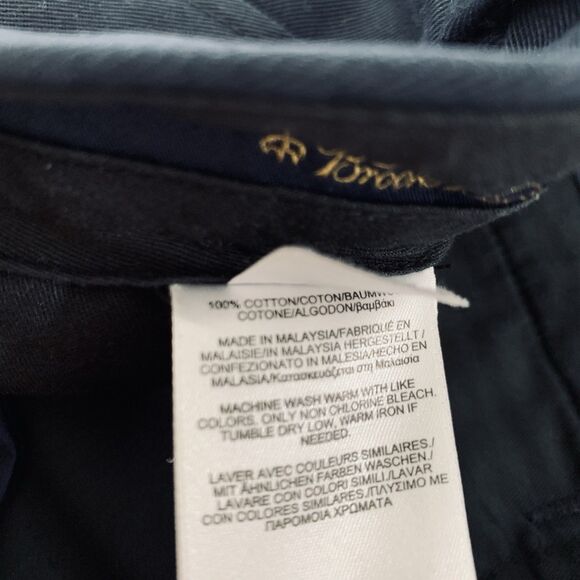 Broo
100% COTTON/COTON/BAUMWO
COTONE/ALGODON/βαμβάκι
MADE IN MALAYSIA/FABRIQUÉ EN
MALAISIE/IN MALAYSIA HERGESTELLT/
CONFEZIONATO IN MALESIA/HECHO EN
MALASIA/Κατασκευάζεται στη Μαλαισία
MACHINE WASH WARM WITH LIKE
COLORS. ONLY NON CHLORINE BLEACH.
TUMBLE DRY LOW, WARM IRON IF
NEEDED.
LAVER AVEC COULEURS SIMILAIRES./
MIT ÄHNLICHEN FARBEN WASCHEN./
LAVARE CON COLORI SIMILI./LAVAR
CON COLORES SIMILARES./ΠΛΥΣΙΜΟ ΜΕ
ΠΑΡΟΜΟΙΑ ΧΡΩΜΑΤΑ